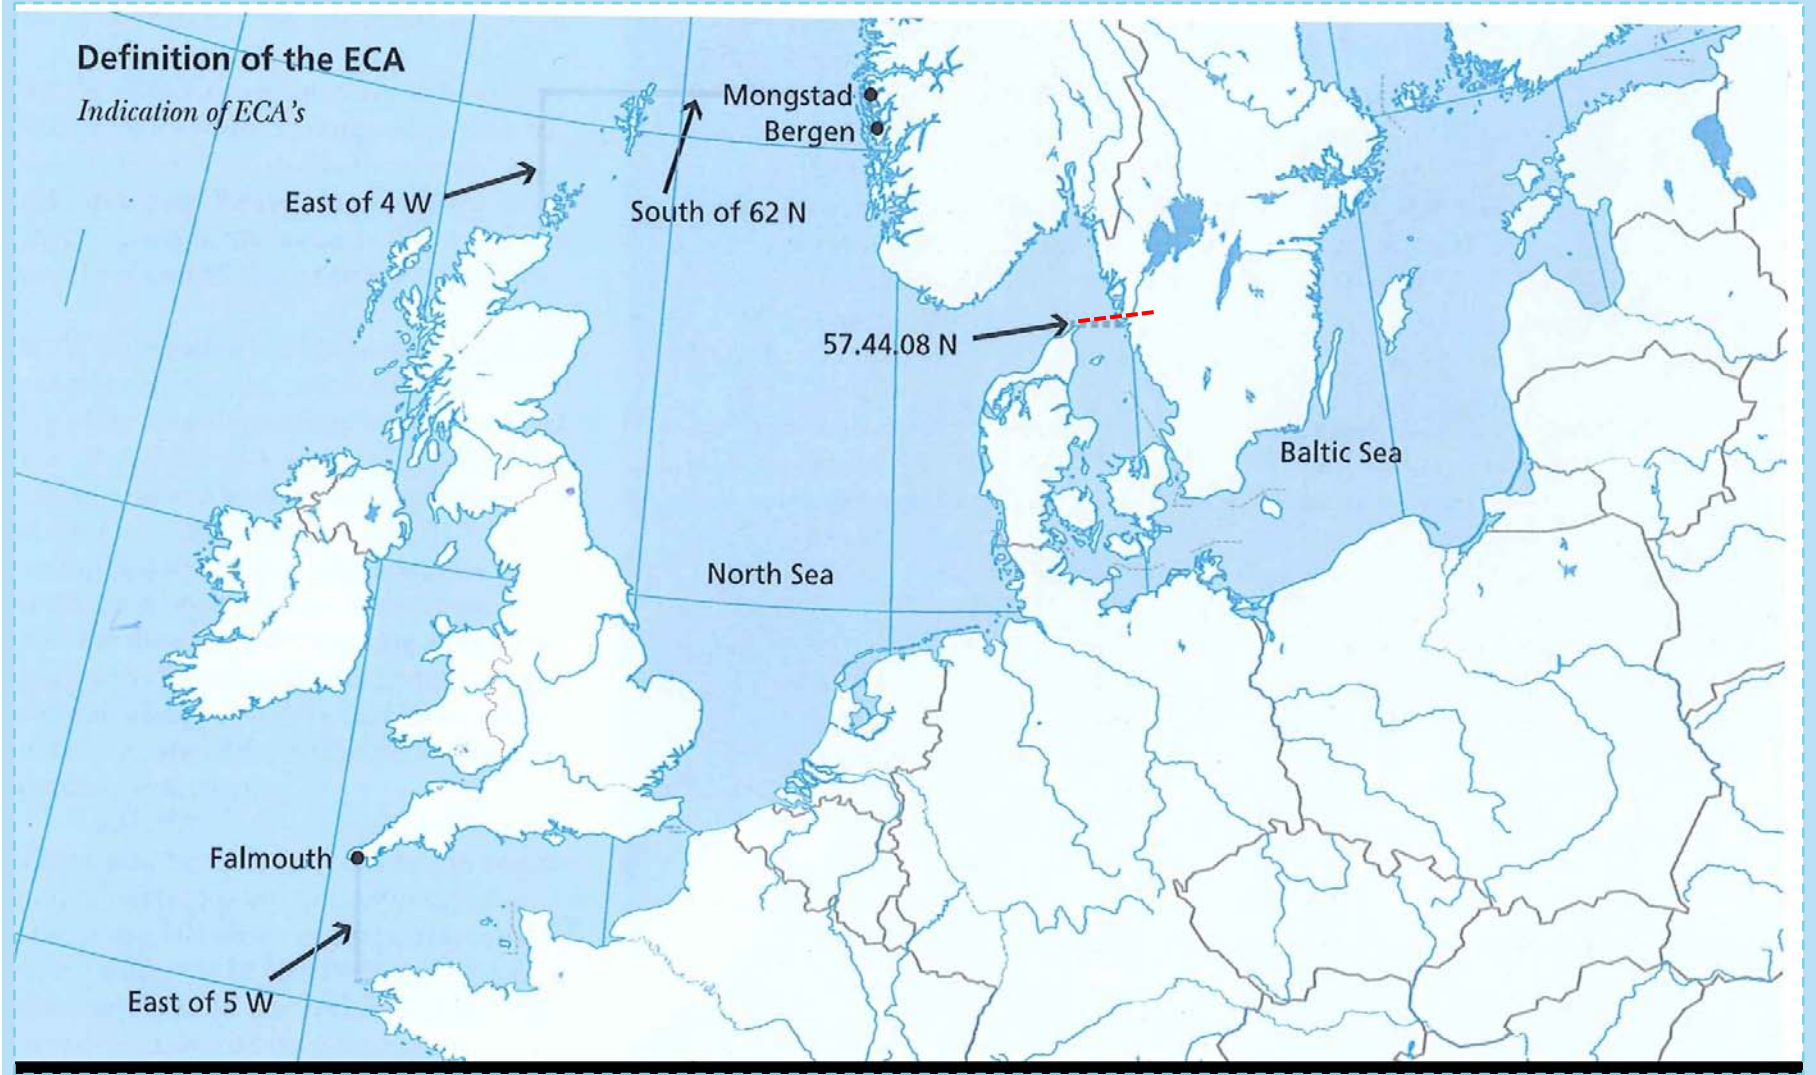 Definition of the ECA
Indication of ECA's
Mongstad
Bergen
East of 4 W
South of 62 N
57.44.08 N
Baltic Sea
North Sea
Falmouth
East of 5 W